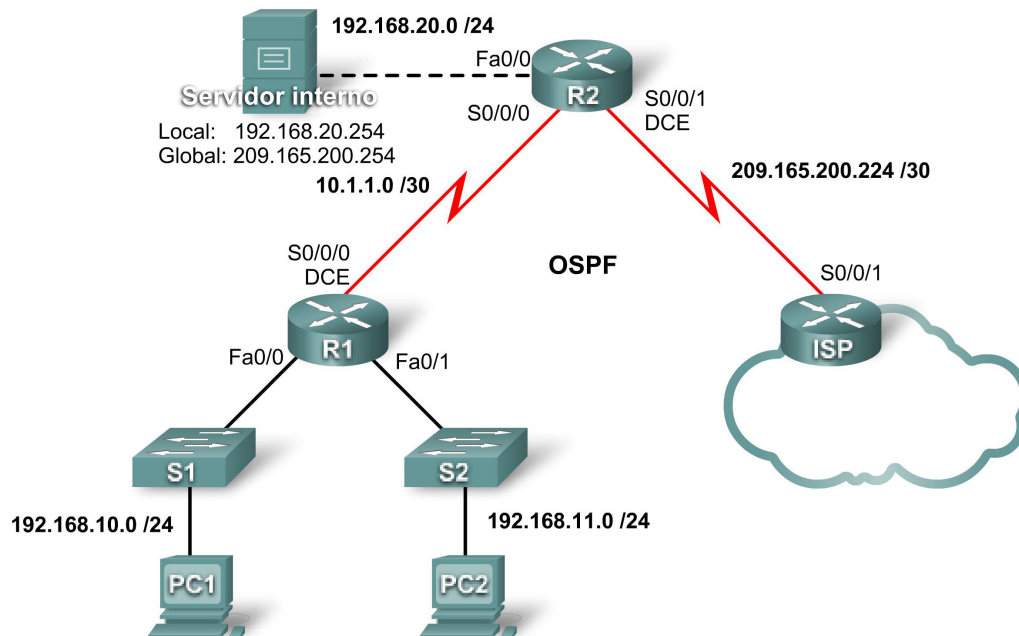 192.168.20.0 /24
Fa0/0
R2
Servidor interno
S0/0/0
S0/0/1
DCE
Local: 192.168.20.254
Global: 209.165.200.254
10.1.1.0 /30
209.165.200.224 /30
S0/0/0
DCE
OSPF
S0/0/1
R1
ISP
Fa0/0
Fa0/1
S1
S2
192.168.10.0 /24
192.168.11.0 /24
PC1
PC2